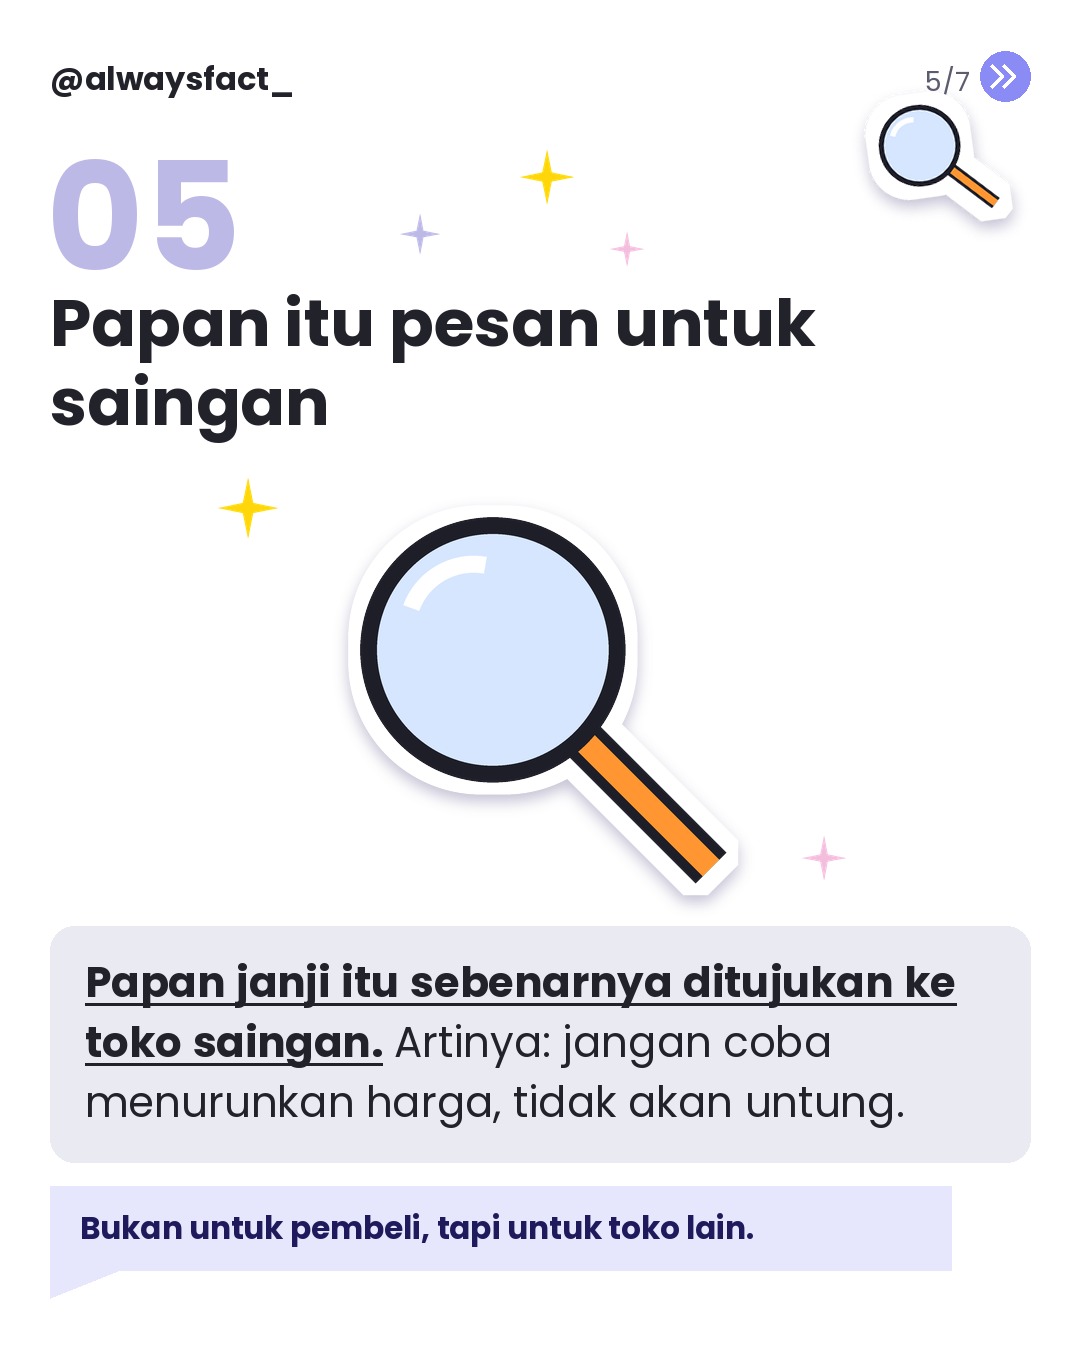 @alwaysfact_
5/7
05
Papan itu pesan untuk
saingan
Papan janji itu sebenarnya ditujukan ke
toko saingan. Artinya: jangan coba
menurunkan harga, tidak akan untung.
Bukan untuk pembeli, tapi untuk toko lain.